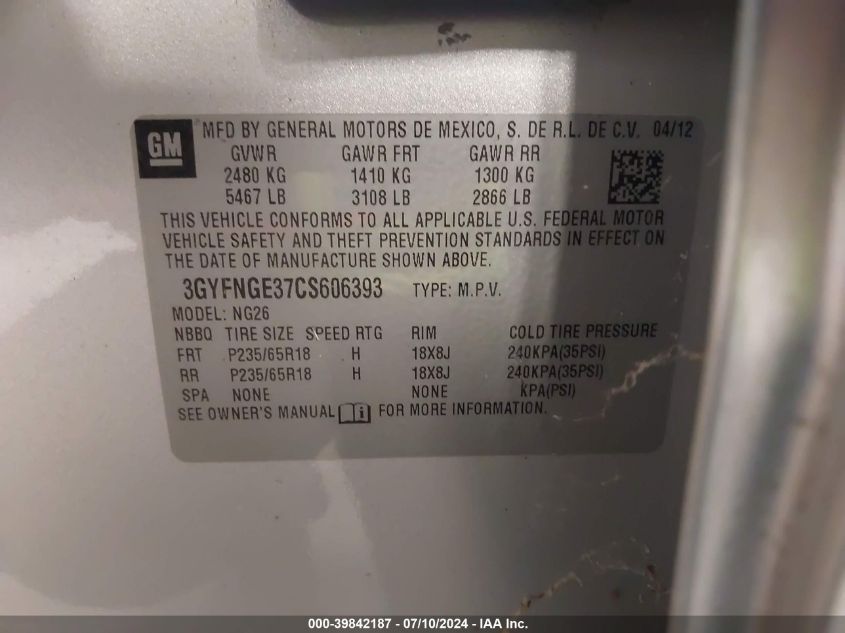 GM MFD BY GENERAL MOTORS DE MEXICO, S. DE R.L. DE C.V. 04/12
GVWR GAWR FRT GAWR RR
2480 KG 1410 KG 1300 KG
5467 LB 3108 LB 2866 LB
THIS VEHICLE CONFORMS TO ALL APPLICABLE U.S. FEDERAL MOTOR
VEHICLE SAFETY AND THEFT PREVENTION STANDARDS IN EFFECT ON
THE DATE OF MANUFACTURE SHOWN ABOVE.
3GYFNGE37CS606393 TYPE: M.P.V.
MODEL: NG26
NBBQ TIRE SIZE SPEED RTG RIM COLD TIRE PRESSURE
FRT P235/65R18 H 18X8J 240KPA(35PSI)
RR P235/65R18 H 18X8J 240KPA(35PSI)
SPA NONE NONE KPA(PSI)
SEE OWNER'S MANUAL FOR MORE INFORMATION.
000-39842187 - 07/10/2024 - IAA Inc.